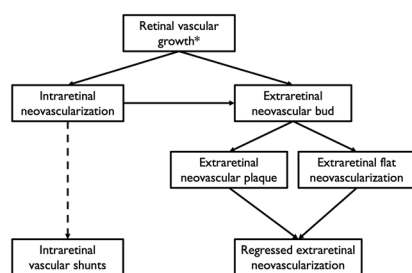 Retinal vascular
growth*
Intraretinal
neovascularization
Extraretinal
neovascular bud
Extraretinal
neovascular plaque
Extraretinal flat
neovascularization
Intraretinal
vascular shunts
Regressed extraretinal
neovascularization